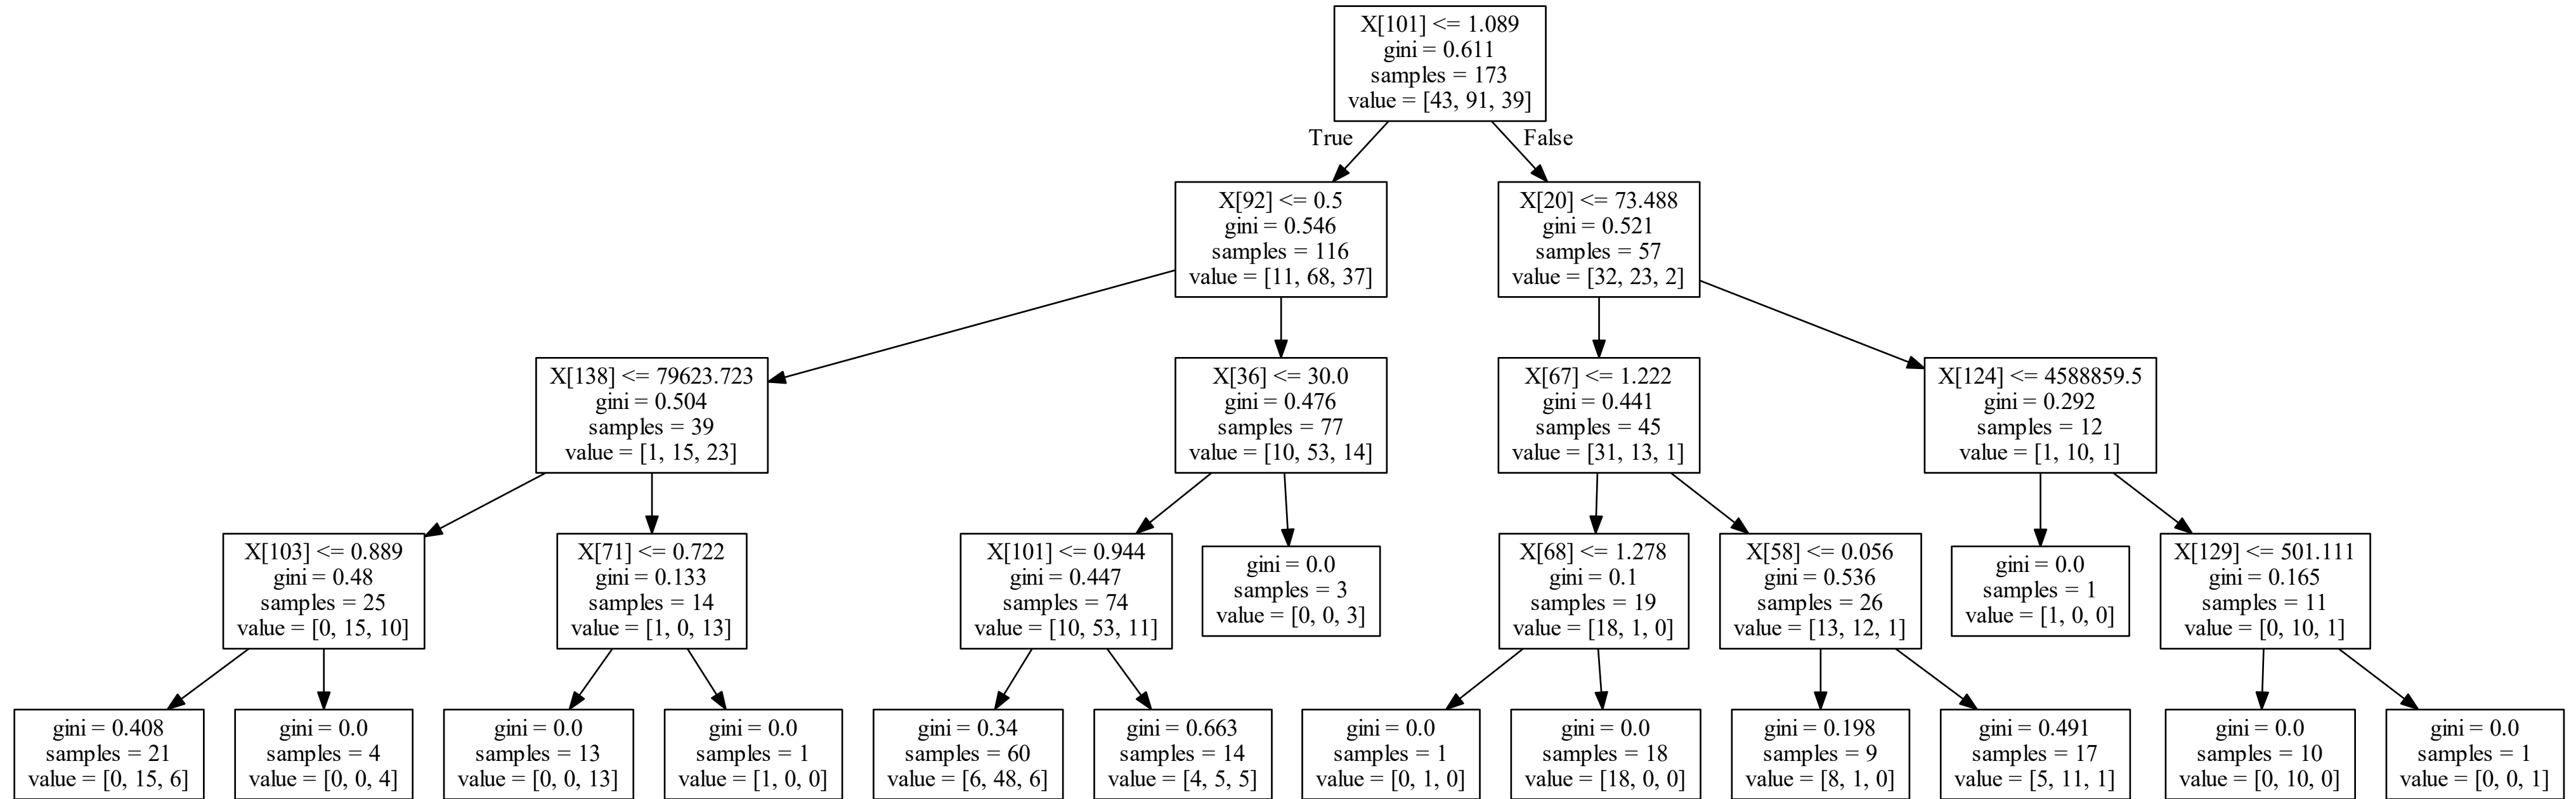 X[101] <= 1.089
gini = 0.611
samples = 173
value = [43, 91, 39]
True
False
X[92] <= 0.5
gini = 0.546
samples = 116
value = [11, 68, 37]
X[20] <= 73.488
gini = 0.521
samples = 57
value = [32, 23, 2]
X[138] <= 79623.723
gini = 0.504
samples = 39
value = [1, 15, 23]
X[36] <= 30.0
gini = 0.476
samples = 77
value = [10, 53, 14]
X[67] <= 1.222
gini = 0.441
samples = 45
value = [31, 13, 1]
X[124] <= 4588859.5
gini = 0.292
samples = 12
value = [1, 10, 1]
X[103] <= 0.889
gini = 0.48
samples = 25
value = [0, 15, 10]
X[71] <= 0.722
gini = 0.133
samples = 14
value = [1, 0, 13]
X[101] <= 0.944
gini = 0.447
samples = 74
value = [10, 53, 11]
gini = 0.0
samples = 3
value = [0, 0, 3]
X[68] <= 1.278
gini = 0.1
samples = 19
value = [18, 1, 0]
X[58] <= 0.056
gini = 0.536
samples = 26
value = [13, 12, 1]
gini = 0.0
samples = 1
value = [1, 0, 0]
X[129] <= 501.111
gini = 0.165
samples = 11
value = [0, 10, 1]
gini = 0.408
samples = 21
value = [0, 15, 6]
gini = 0.0
samples = 4
value = [0, 0, 4]
gini = 0.0
samples = 13
value = [0, 0, 13]
gini = 0.0
samples = 1
value = [1, 0, 0]
gini = 0.34
samples = 60
value = [6, 48, 6]
gini = 0.663
samples = 14
value = [4, 5, 5]
gini = 0.0
samples = 1
value = [0, 1, 0]
gini = 0.0
samples = 18
value = [18, 0, 0]
gini = 0.198
samples = 9
value = [8, 1, 0]
gini = 0.491
samples = 17
value = [5, 11, 1]
gini = 0.0
samples = 10
value = [0, 10, 0]
gini = 0.0
samples = 1
value = [0, 0, 1]